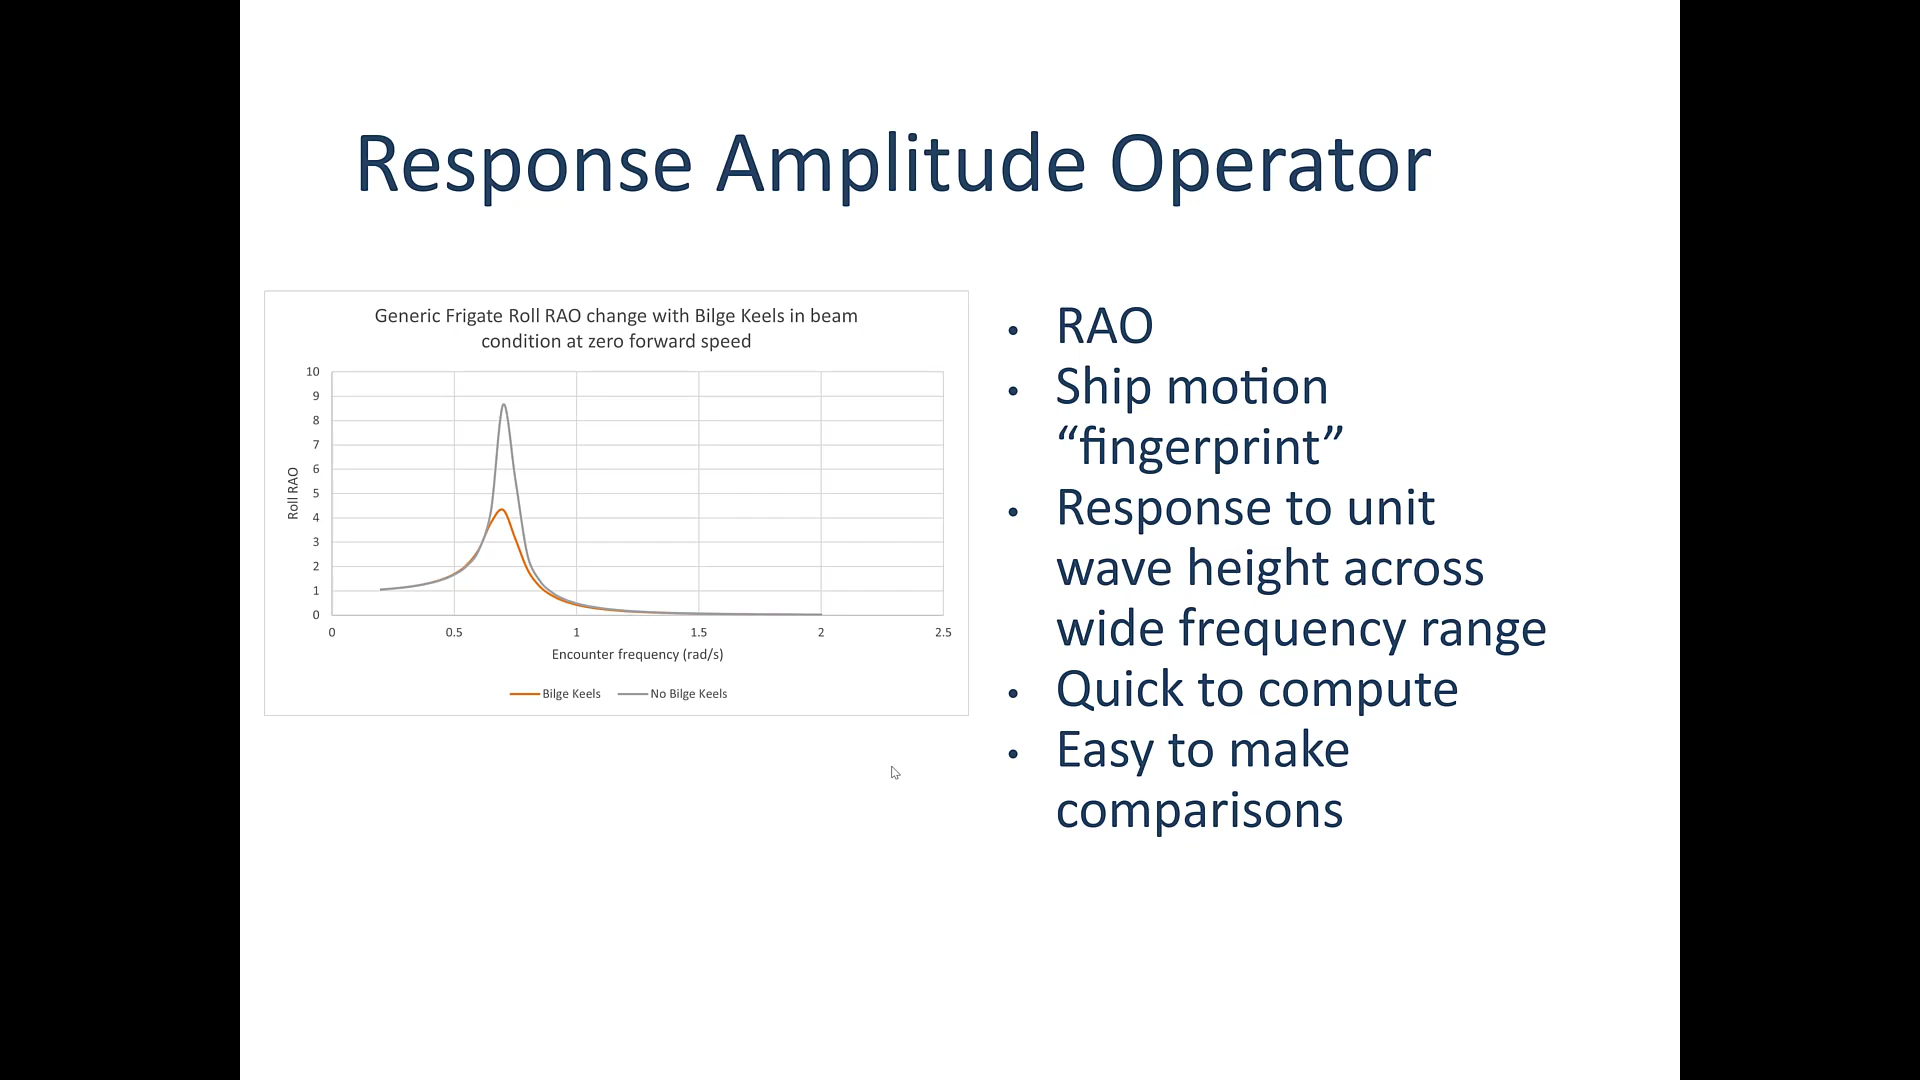 Response Amplitude Operator
Generic Frigate Roll RAO change with Bilge Keels in beam
condition at zero forward speed
10
9
8
7
6
5
4
3
2
1
0
Roll RAO
0 0.5 1 1.5 2 2.5
Encounter frequency (rad/s)
Bilge Keels No Bilge Keels
• RAO
• Ship motion
“fingerprint”
• Response to unit
wave height across
wide frequency range
• Quick to compute
• Easy to make
comparisons